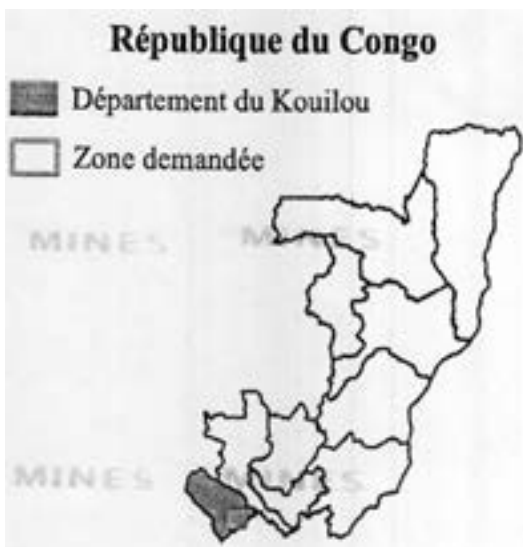 République du Congo
Département du Kouilou
Zone demandée
MINES MINES
MINES MINES